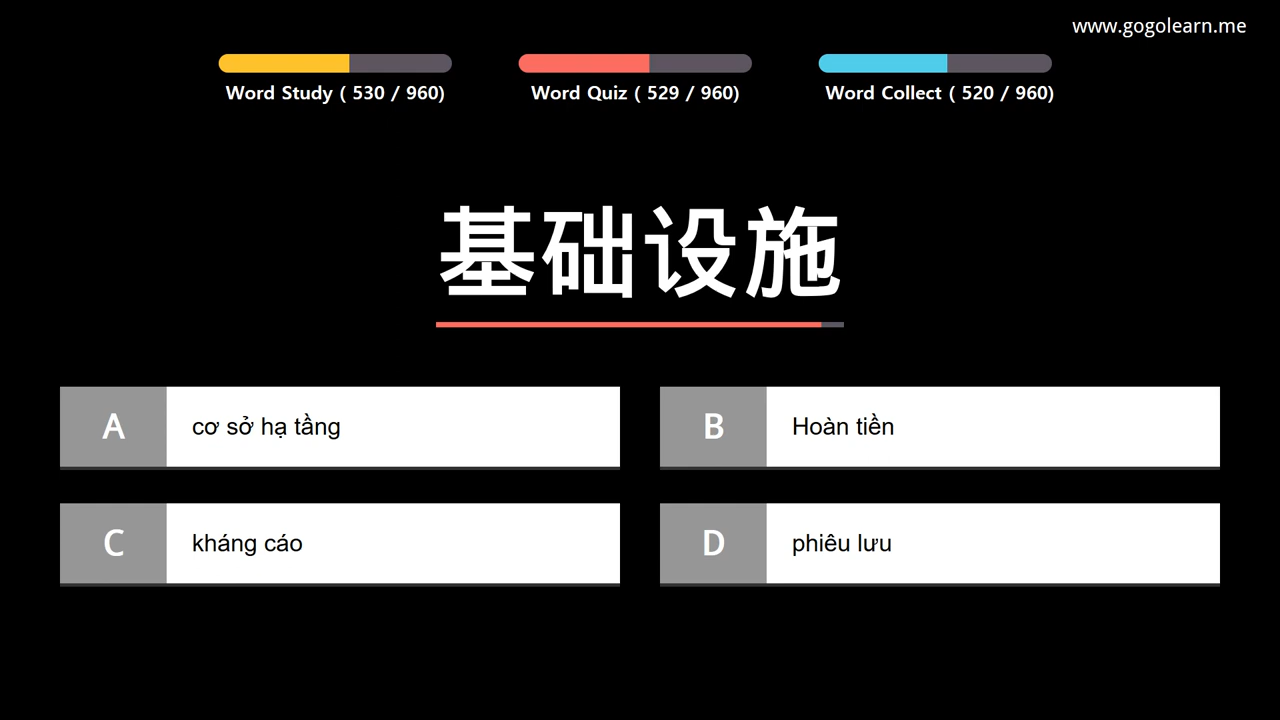 www.gogolearn.me
Word Study ( 530 / 960)
Word Quiz ( 529 / 960)
Word Collect ( 520 / 960)
基础设施
A cơ sở hạ tầng
B Hoàn tiền
C kháng cáo
D phiêu lưu